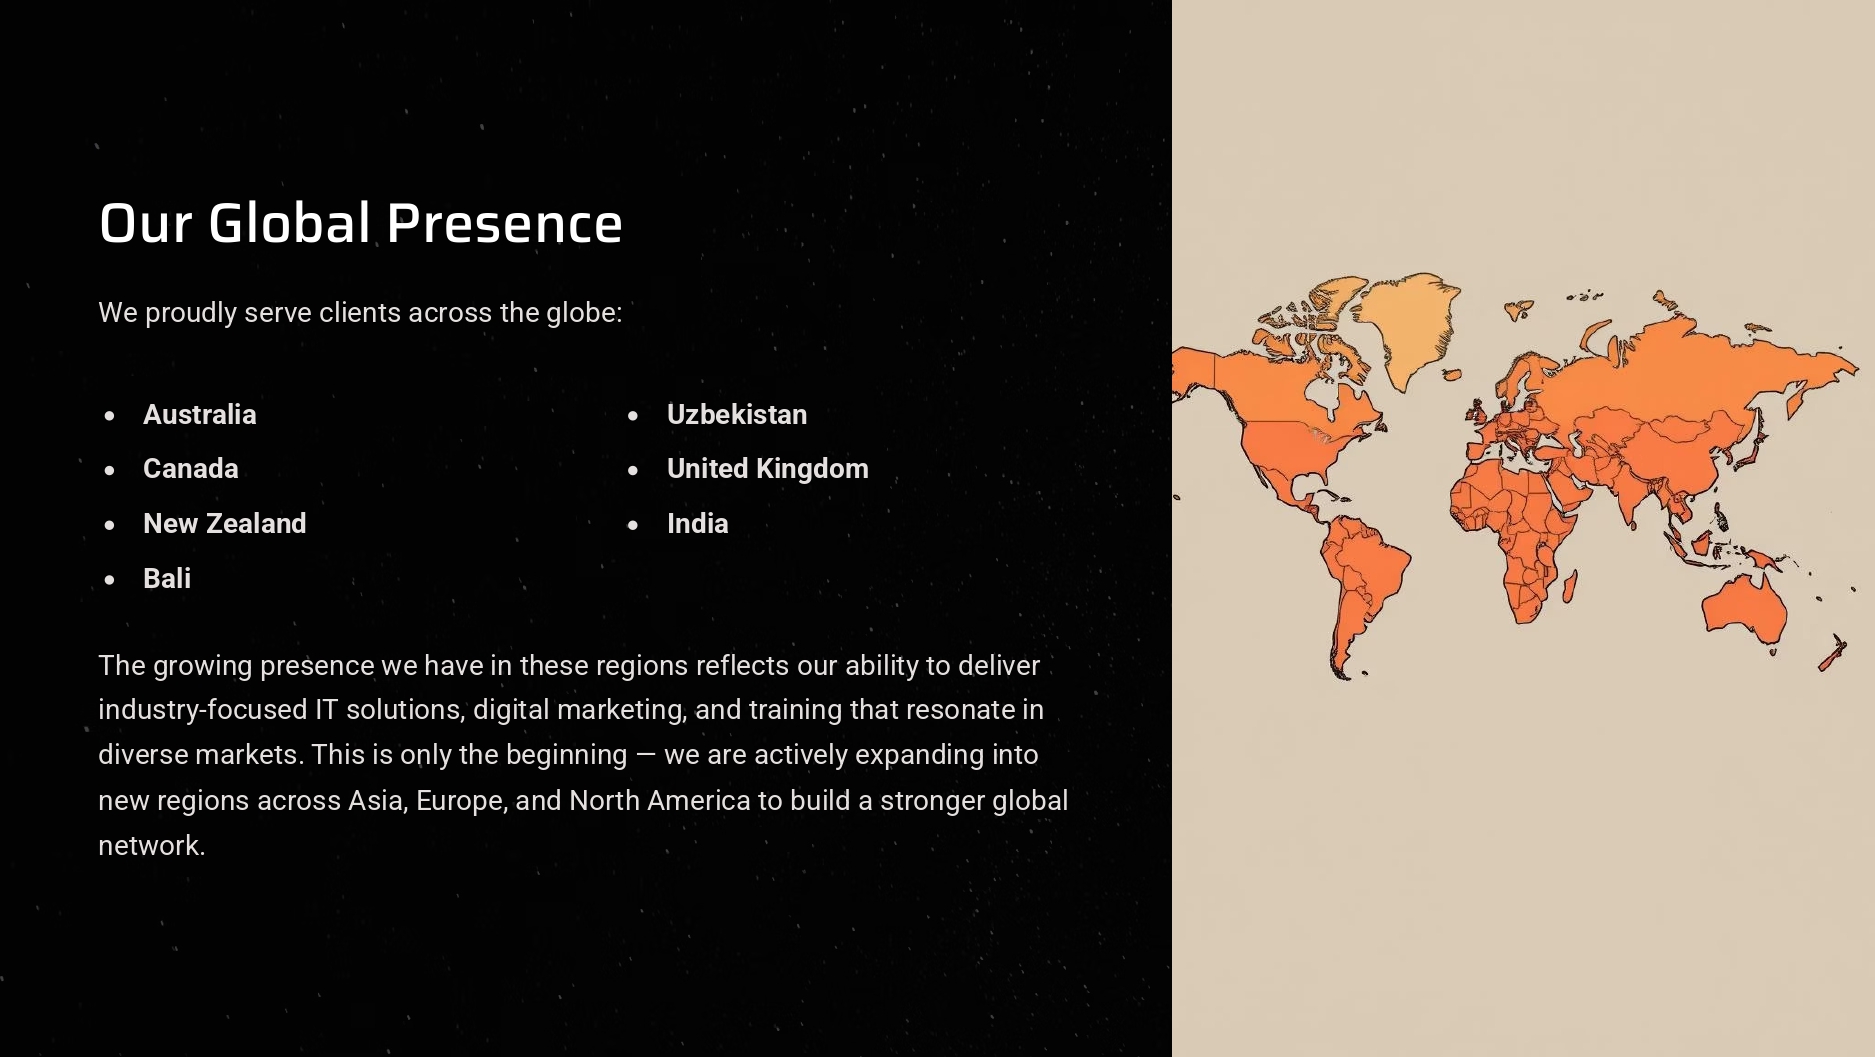 Our Global Presence
We proudly serve clients across the globe:
• Australia
• Canada
• New Zealand
• Bali
• Uzbekistan
• United Kingdom
• India
The growing presence we have in these regions reflects our ability to deliver
industry-focused IT solutions, digital marketing, and training that resonate in
diverse markets. This is only the beginning — we are actively expanding into
new regions across Asia, Europe, and North America to build a stronger global
network.